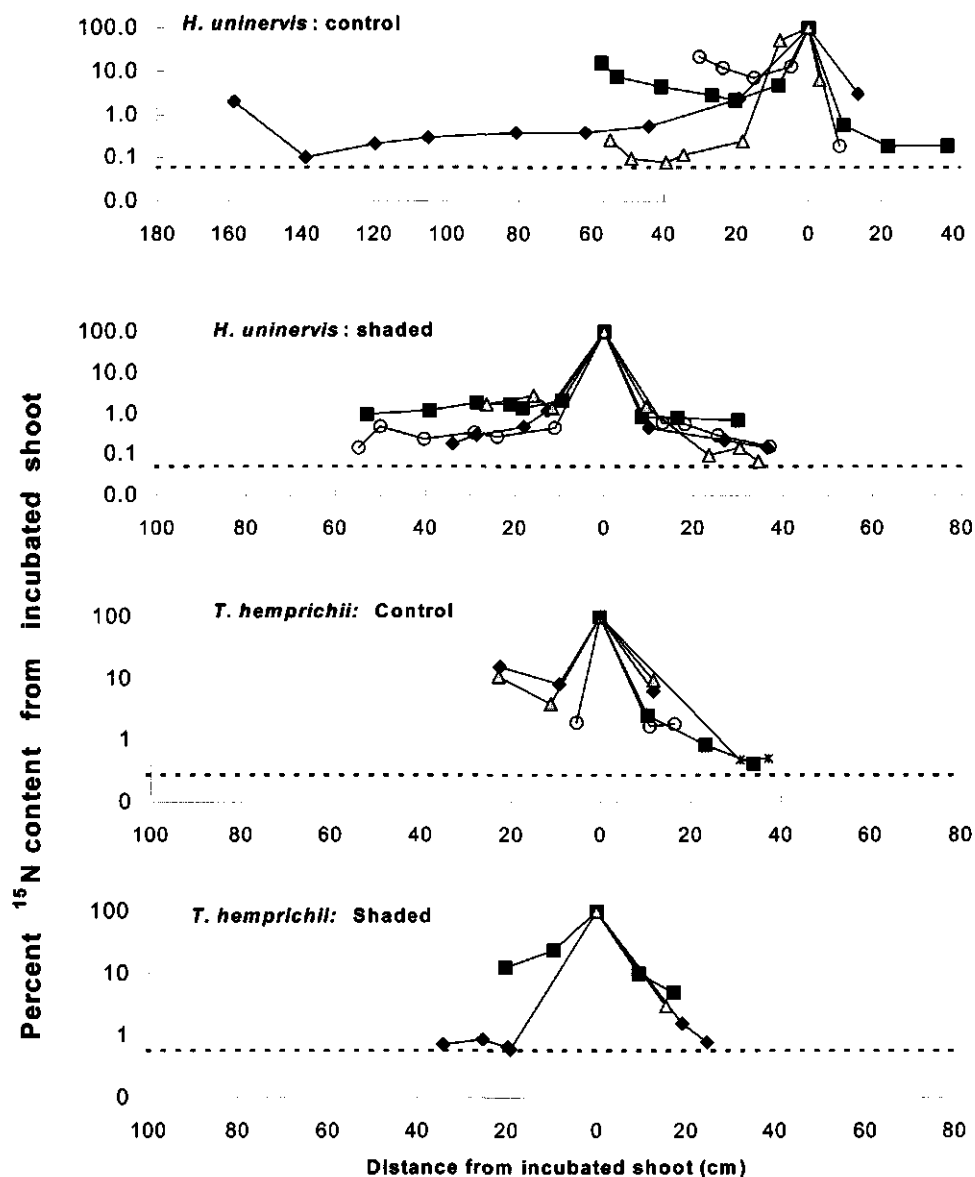 Percent ¹⁵N content from incubated shoot
H. uninervis : control
100.0
10.0
1.0
0.1
0.0
180 160 140 120 100 80 60 40 20 0 20 40
H. uninervis : shaded
100.0
10.0
1.0
0.1
0.0
100 80 60 40 20 0 20 40 60 80
T. hemprichii: Control
100
10
1
0
100 80 60 40 20 0 20 40 60 80
T. hemprichii: Shaded
100
10
1
0
100 80 60 40 20 0 20 40 60 80
Distance from incubated shoot (cm)